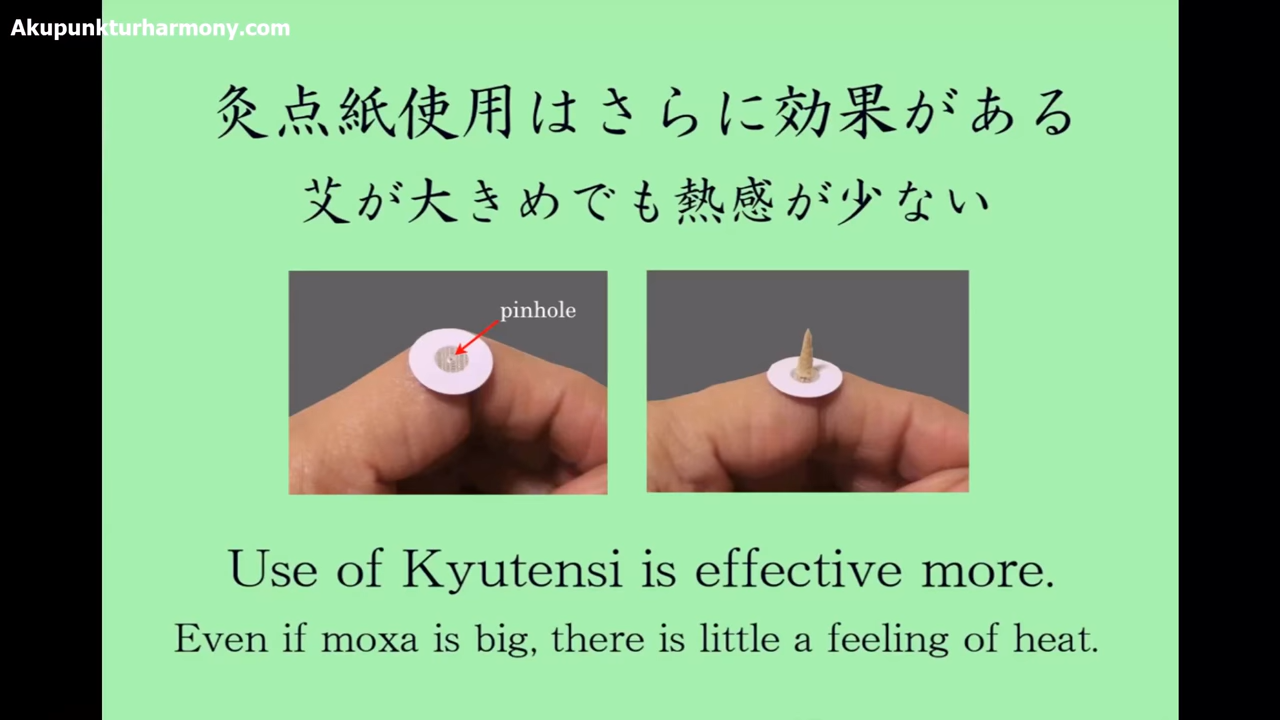 Akupunkturharmony.com
灸点紙使用はさらに効果がある
艾が大きめでも熱感が少ない
pinhole
Use of Kyutensi is effective more.
Even if moxa is big, there is little a feeling of heat.